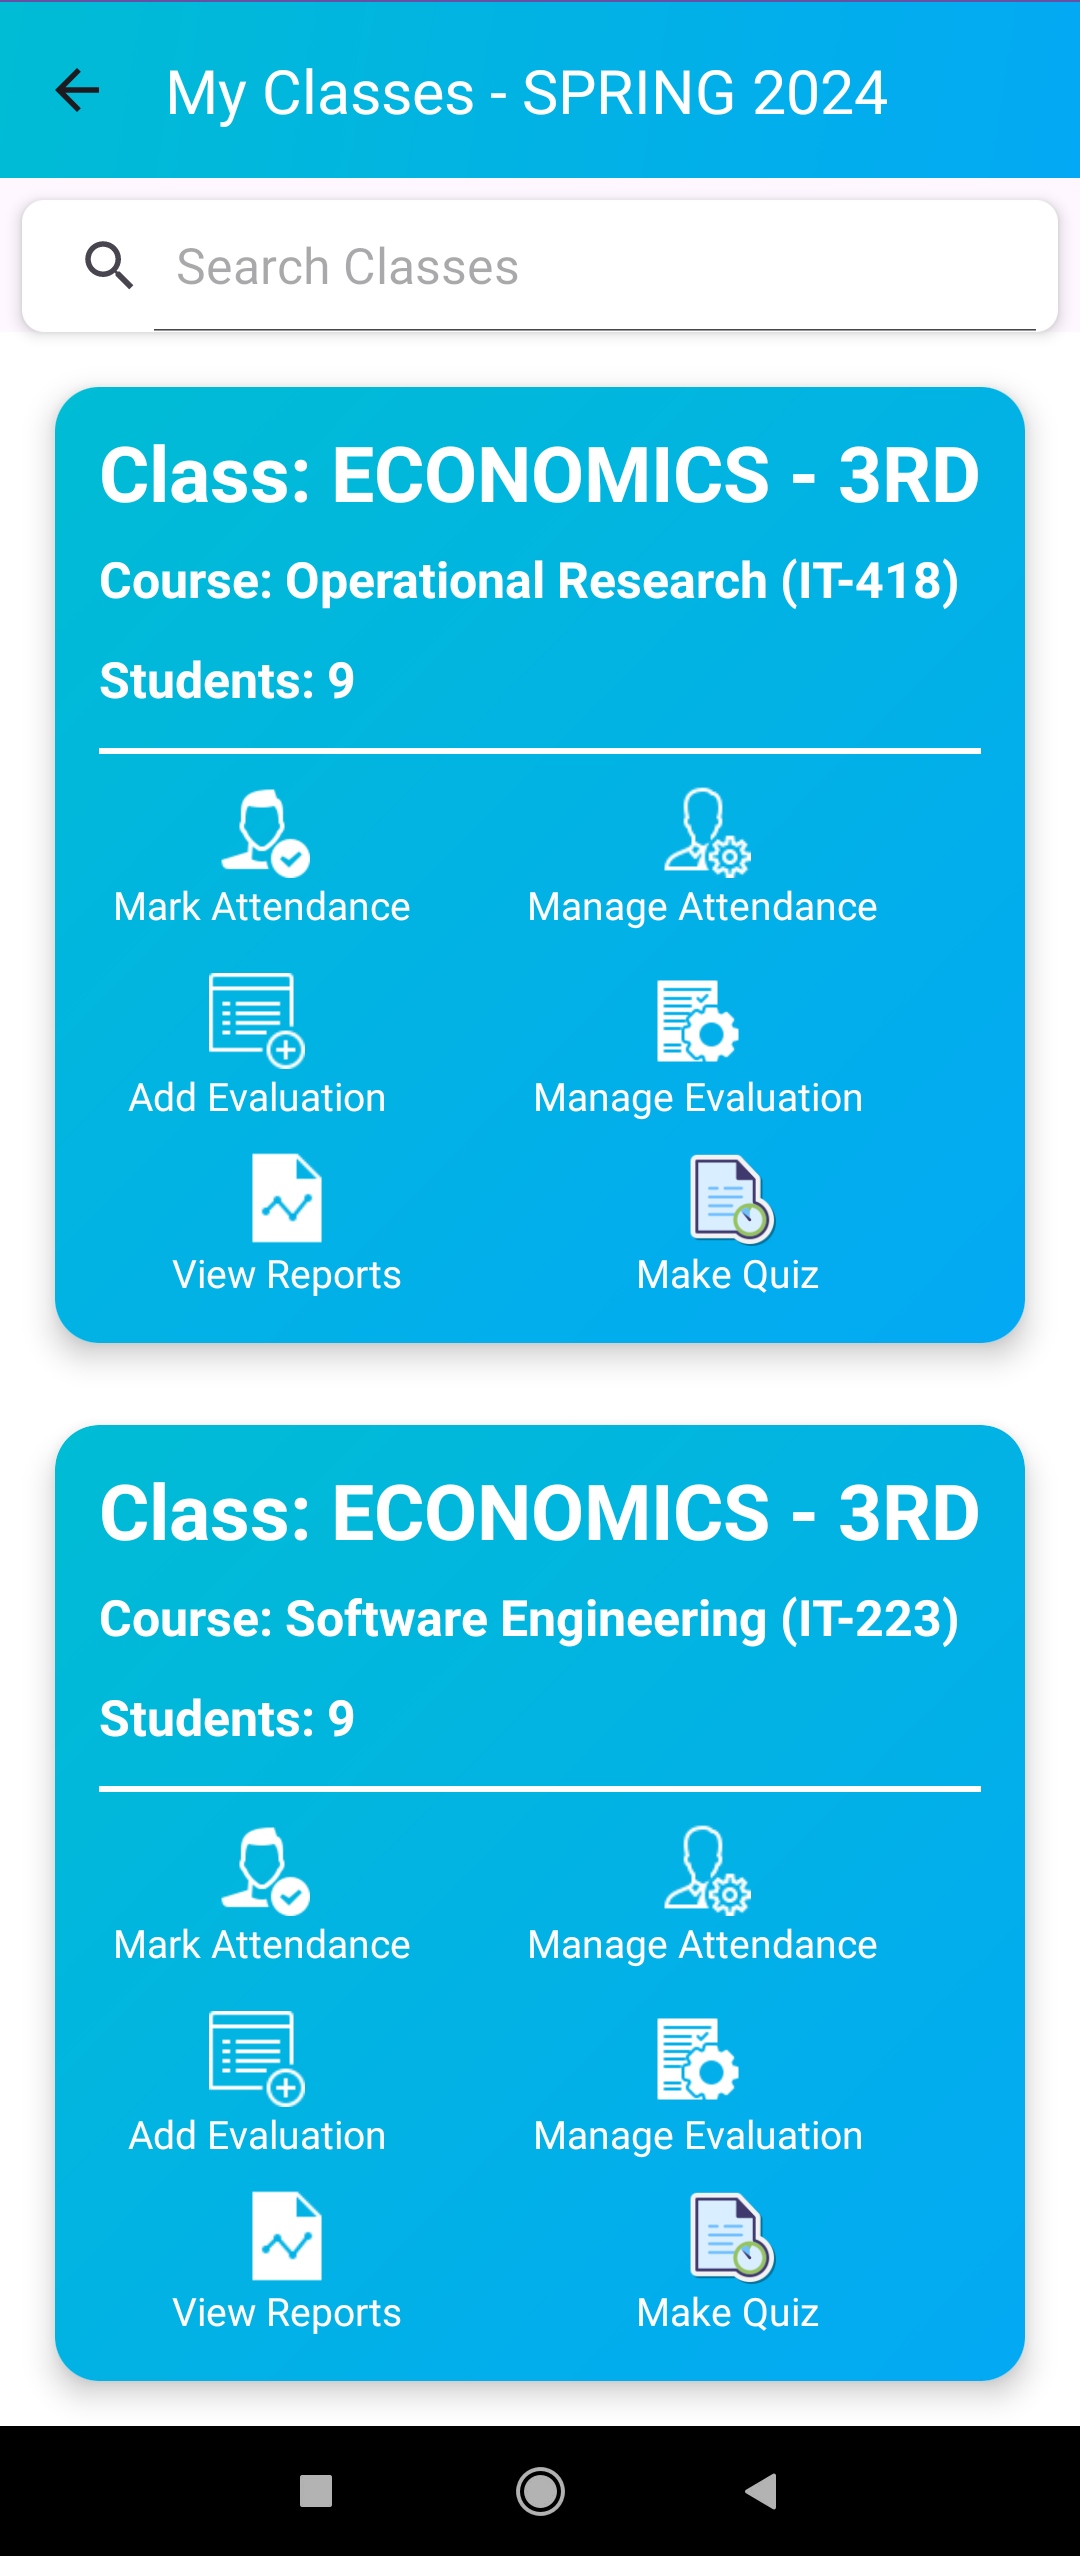 My Classes - SPRING 2024
Search Classes
Class: ECONOMICS - 3RD
Course: Operational Research (IT-418)
Students: 9
Mark Attendance
Manage Attendance
Add Evaluation
Manage Evaluation
View Reports
Make Quiz
Class: ECONOMICS - 3RD
Course: Software Engineering (IT-223)
Students: 9
Mark Attendance
Manage Attendance
Add Evaluation
Manage Evaluation
View Reports
Make Quiz